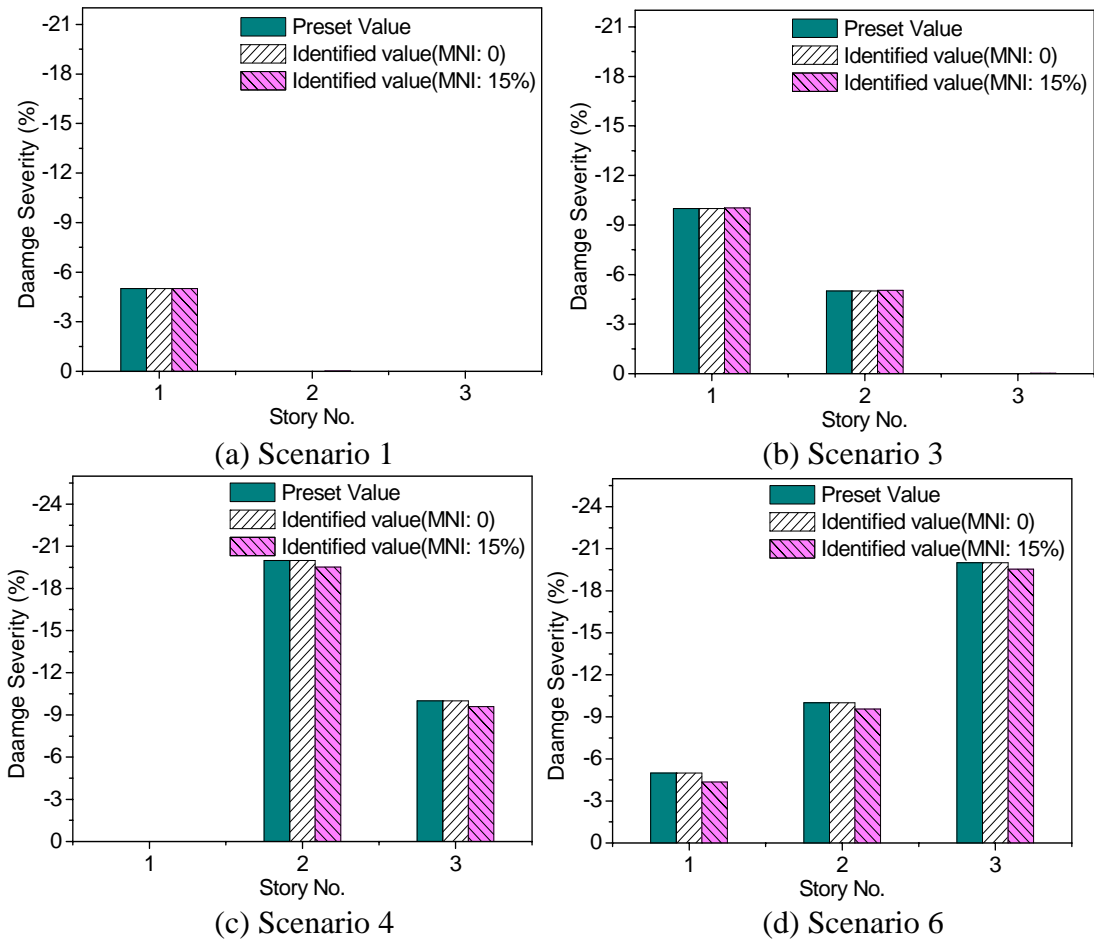 Preset Value
Identified value(MNI: 0)
Identified value(MNI: 15%)
-21
-18
-15
-12
-9
-6
-3
0
Daamge Severity (%)
1
2
3
Story No.
(a) Scenario 1
Preset Value
Identified value(MNI: 0)
Identified value(MNI: 15%)
-21
-18
-15
-12
-9
-6
-3
0
Daamge Severity (%)
1
2
3
Story No.
(b) Scenario 3
Preset Value
Identified value(MNI: 0)
Identified value(MNI: 15%)
-24
-21
-18
-15
-12
-9
-6
-3
0
Daamge Severity (%)
1
2
3
Story No.
(c) Scenario 4
Preset Value
Identified value(MNI: 0)
Identified value(MNI: 15%)
-24
-21
-18
-15
-12
-9
-6
-3
0
Daamge Severity (%)
1
2
3
Story No.
(d) Scenario 6